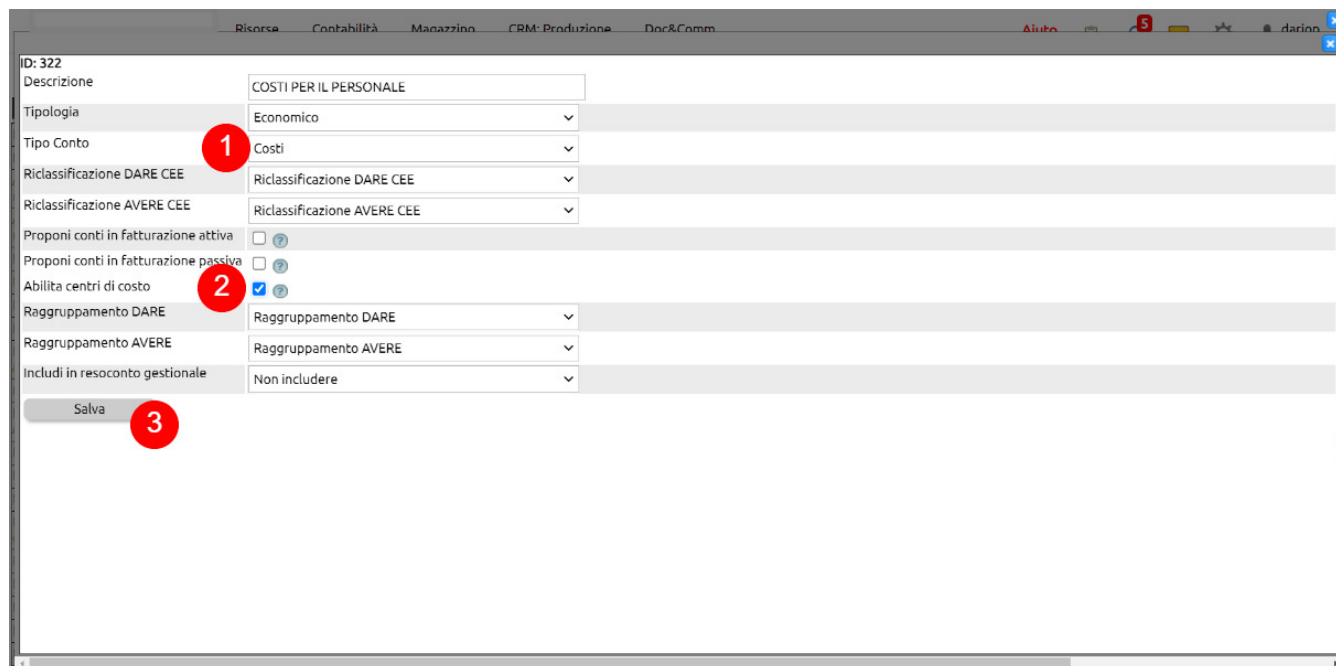 Risorse Contabilità Magazzino CRM: Produzione Doc&Comm Aiuto 5 darion
ID: 322
Descrizione COSTI PER IL PERSONALE
Tipologia Economico
Tipo Conto 1 Costi
Riclassificazione DARE CEE Riclassificazione DARE CEE
Riclassificazione AVERE CEE Riclassificazione AVERE CEE
Proponi conti in fatturazione attiva ?
Proponi conti in fatturazione passiva ?
Abilita centri di costo 2 ?
Raggruppamento DARE Raggruppamento DARE
Raggruppamento AVERE Raggruppamento AVERE
Includi in resoconto gestionale Non includere
Salva 3